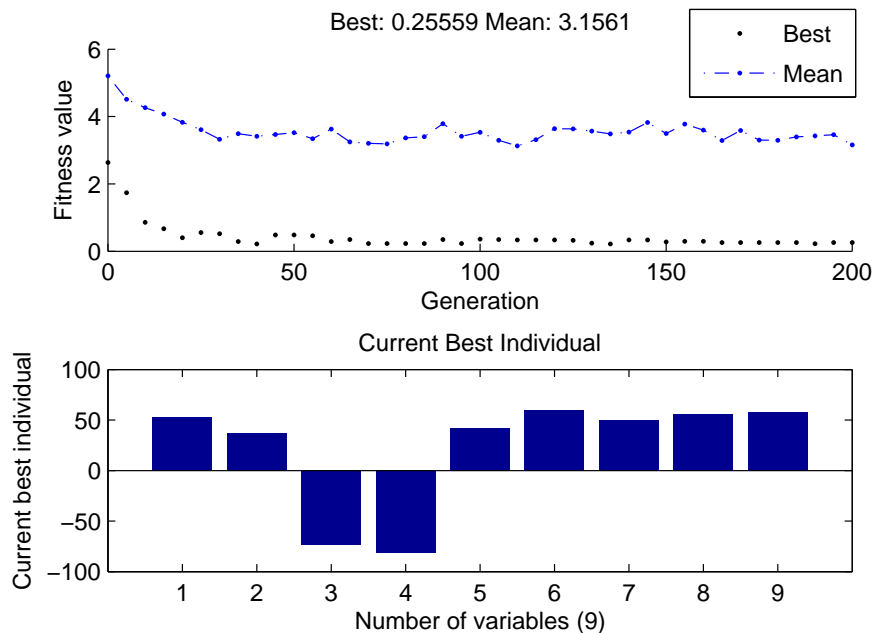 Best: 0.25559 Mean: 3.1561
Best
Mean
Fitness value
6
4
2
0
0 50 100 150 200
Generation
Current Best Individual
Current best individual
100
50
0
−50
−100
1 2 3 4 5 6 7 8 9
Number of variables (9)